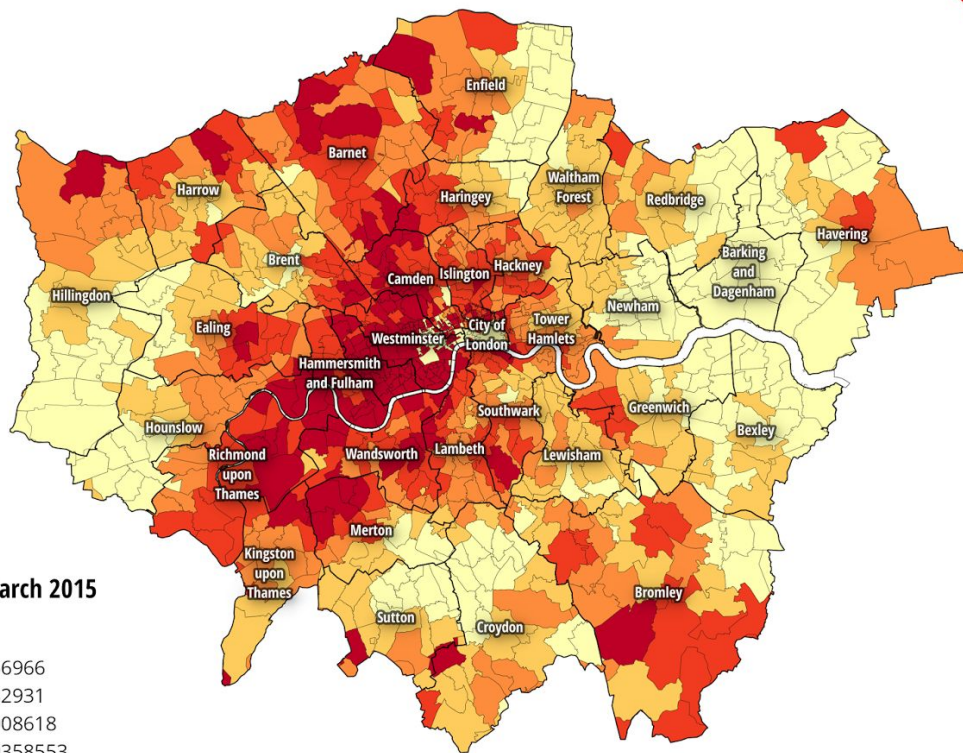 Enfield
Barnet
Harrow
Haringey
Waltham
Forest
Redbridge
Havering
Brent
Camden
Islington
Hackney
Barking
and
Dagenham
Hillingdon
Newham
Ealing
Westminster
City of
London
Tower
Hamlets
Hammersmith
and Fulham
Southwark
Greenwich
Hounslow
Bexley
Richmond
upon
Thames
Wandsworth
Lambeth
Lewisham
Merton
Kingston
upon
Thames
Bromley
Sutton
Croydon
arch 2015
6966
2931
08618
358553